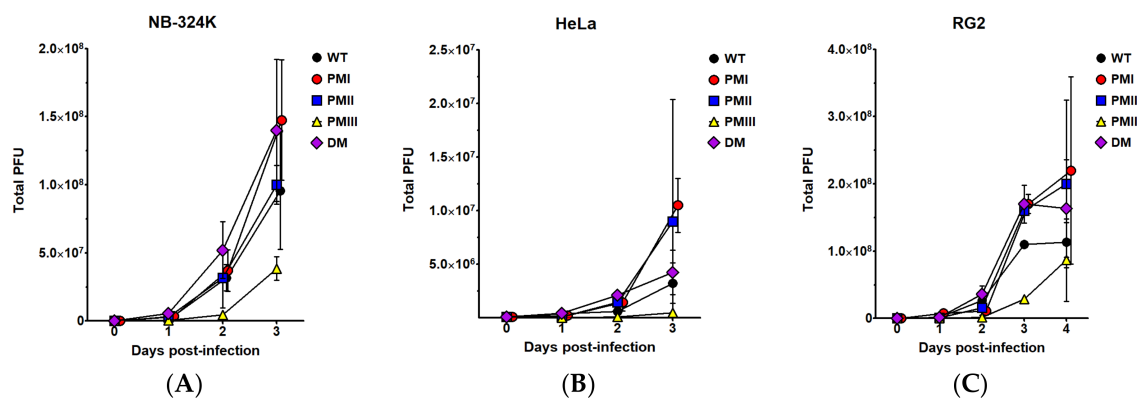 NB-324K
Total PFU
2.0×10⁸
1.5×10⁸
1.0×10⁸
5.0×10⁷
0
0 1 2 3
Days post-infection
WT
PMI
PMII
PMIII
DM
(A)
HeLa
Total PFU
2.5×10⁷
2.0×10⁷
1.5×10⁷
1.0×10⁷
5.0×10⁶
0 1 2 3
Days post-infection
WT
PMI
PMII
PMIII
DM
(B)
RG2
Total PFU
4.0×10⁸
3.0×10⁸
2.0×10⁸
1.0×10⁸
0
0 1 2 3 4
Days post-infection
WT
PMI
PMII
PMIII
DM
(C)